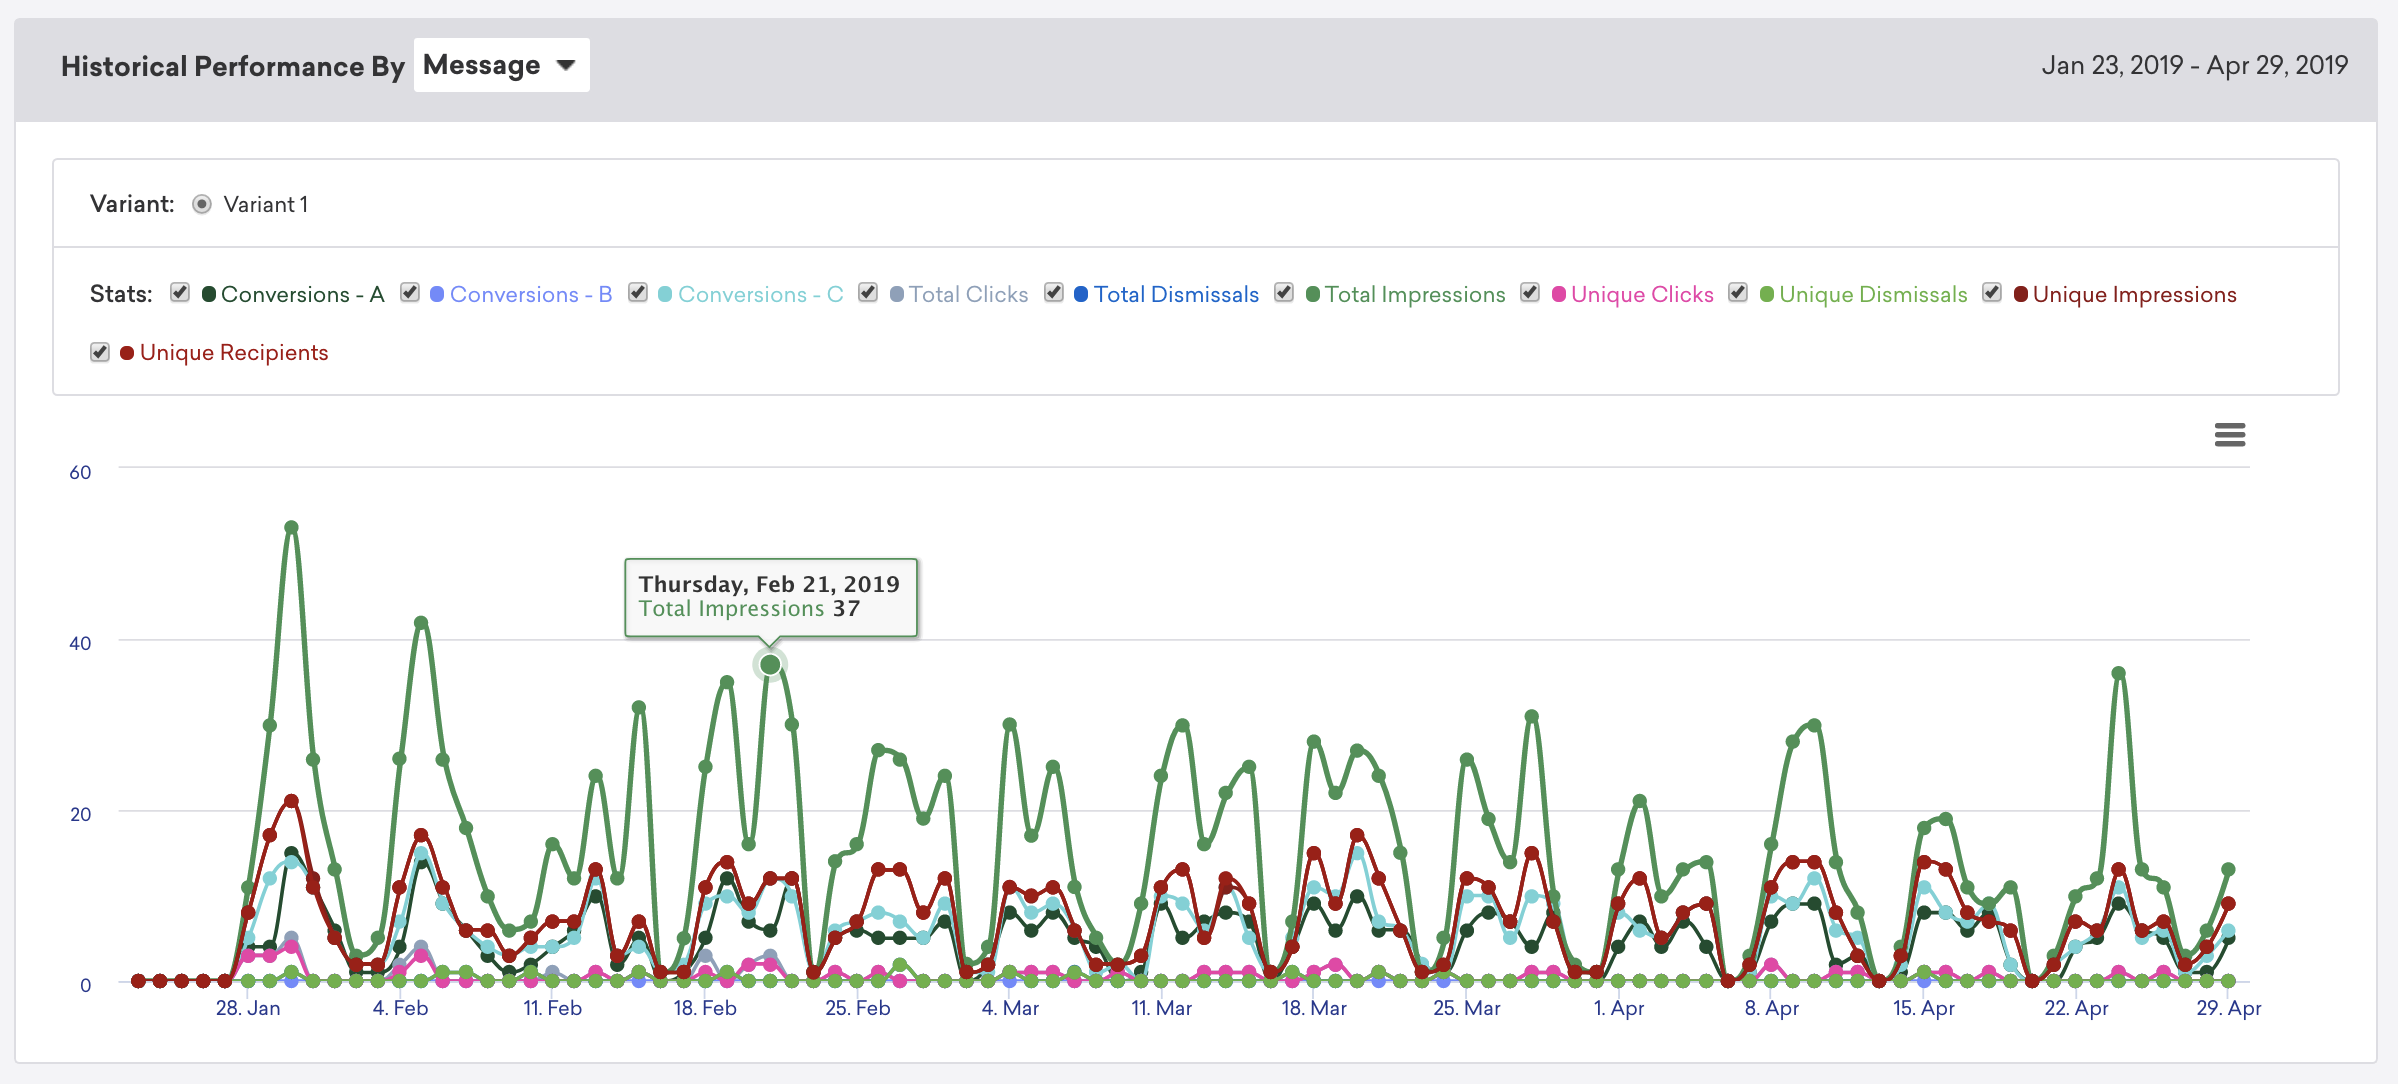 Historical Performance By Message
Jan 23, 2019 - Apr 29, 2019
Variant: Variant 1
Stats: Conversions - A Conversions - B Conversions - C Total Clicks Total Dismissals Total Impressions Unique Clicks Unique Dismissals Unique Impressions
Unique Recipients
60
Thursday, Feb 21, 2019
Total Impressions 37
40
20
0
28. Jan 4. Feb 11. Feb 18. Feb 25. Feb 4. Mar 11. Mar 18. Mar 25. Mar 1. Apr 8. Apr 15. Apr 22. Apr 29. Apr